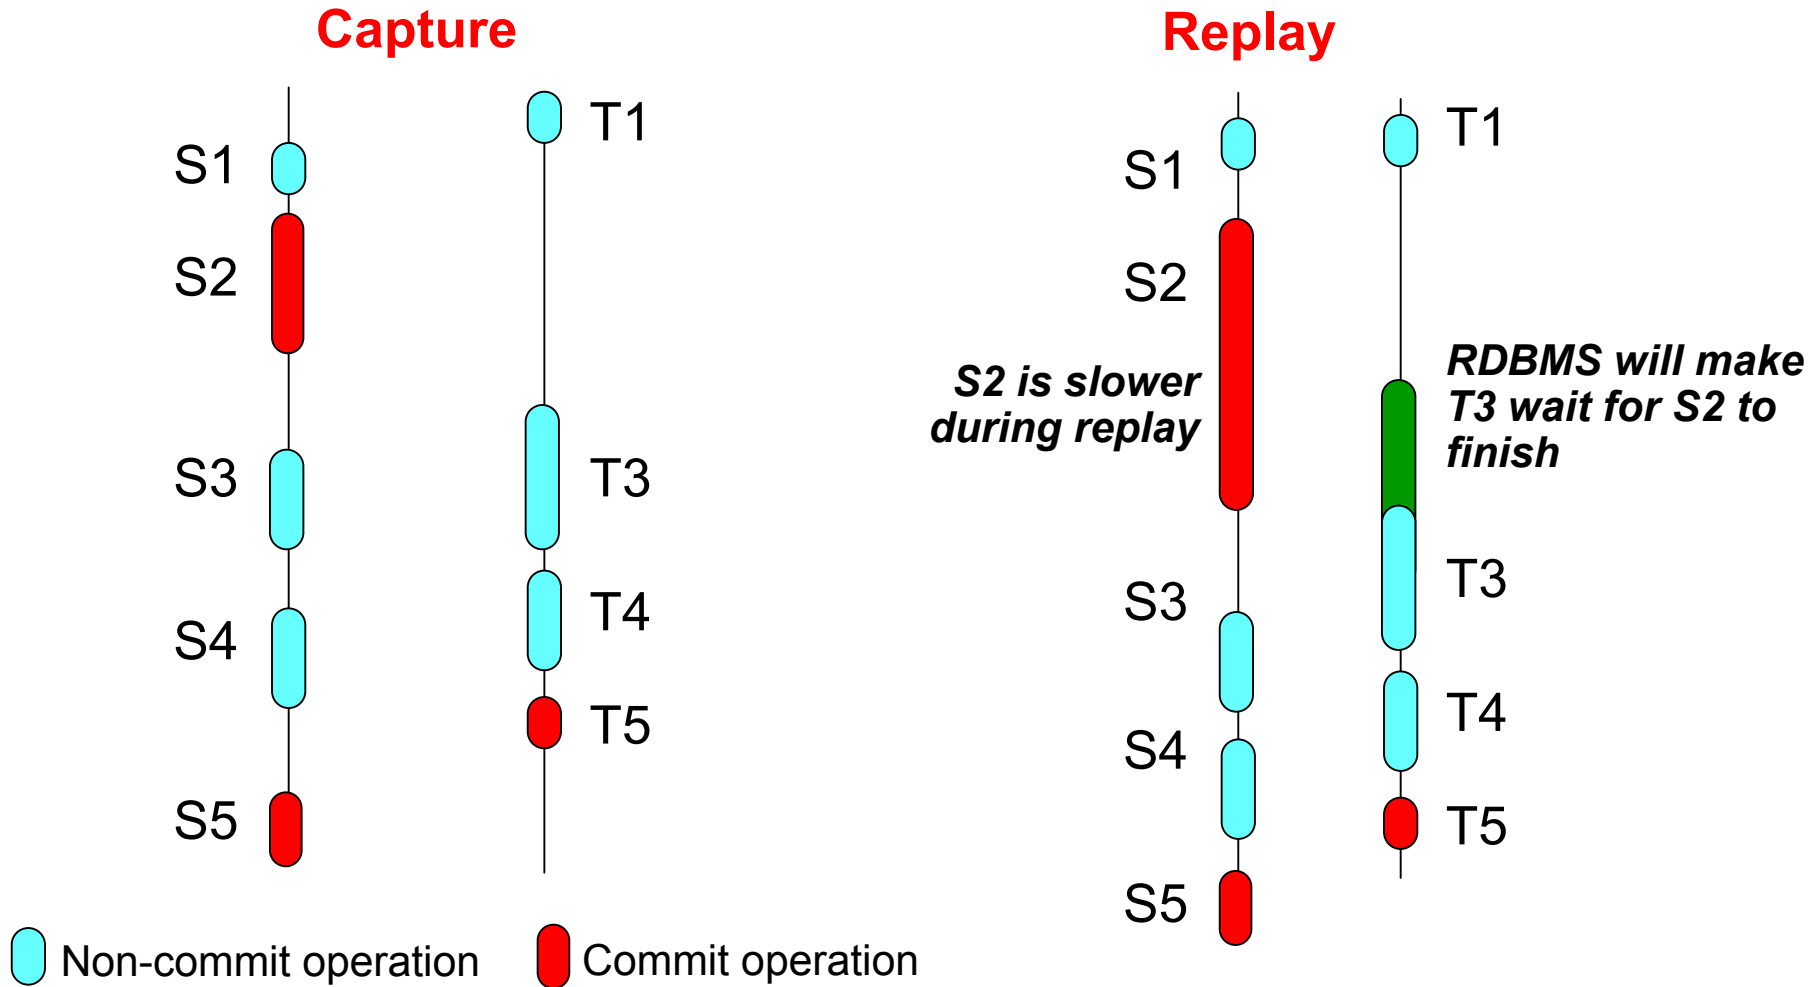 Capture
T1
S1
S2
S3
T3
T4
S4
T5
S5
Replay
T1
S1
S2
S2 is slower
during replay
RDBMS will make
T3 wait for S2 to
finish
T3
S3
T4
S4
T5
S5
Non-commit operation
Commit operation